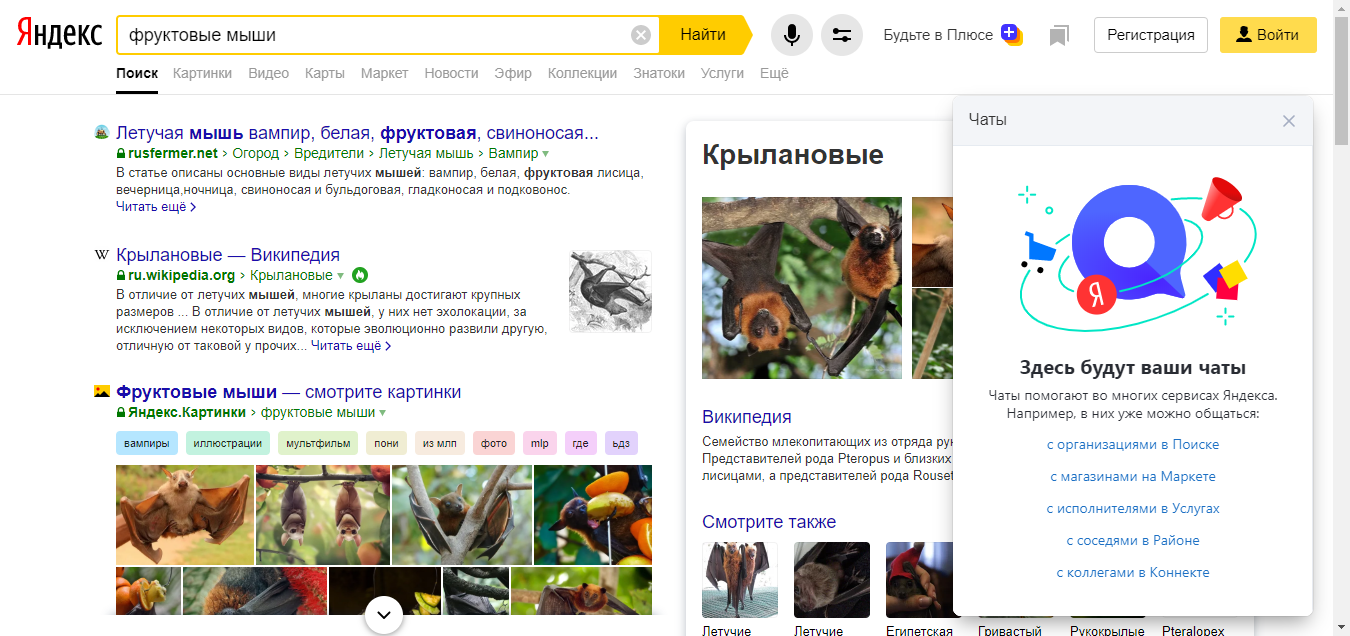 Яндекс
фруктовые мыши
Найти
Будьте в Плюсе
Регистрация
Войти
Поиск Картинки Видео Карты Маркет Новости Эфир Коллекции Знатоки Услуги Ещё
Летучая мышь вампир, белая, фруктовая, свиноносая...
rusfermer.net › Огород › Вредители › Летучая мышь › Вампир
В статье описаны основные виды летучих мышей: вампир, белая, фруктовая лисица,
вечерница,ночница, свиноносая и бульдоговая, гладконосая и подковонос.
Читать ещё >
W Крылановые — Википедия
ru.wikipedia.org › Крылановые
В отличие от летучих мышей, многие крыланы достигают крупных
размеров ... В отличие от летучих мышей, у них нет эхолокации, за
исключением некоторых видов, которые эволюционно развили другую,
отличную от таковой у прочих... Читать ещё >
Фруктовые мыши — смотрите картинки
Яндекс.Картинки › фруктовые мыши
вампиры иллюстрации мультфильм пони из млп фото mlp где ьдз
Крылановые
Википедия
Семейство млекопитающих из отряда
Представителей рода Pteropus и близких
лисицами, а представителей рода
Смотрите также
Летучие Летучие Египетская Гривастый Рукокрылые Pteralopex
Чаты
Я
Здесь будут ваши чаты
Чаты помогают во многих сервисах Яндекса.
Например, в них уже можно общаться:
с организациями в Поиске
с магазинами на Маркете
с исполнителями в Услугах
с соседями в Районе
с коллегами в Коннекте